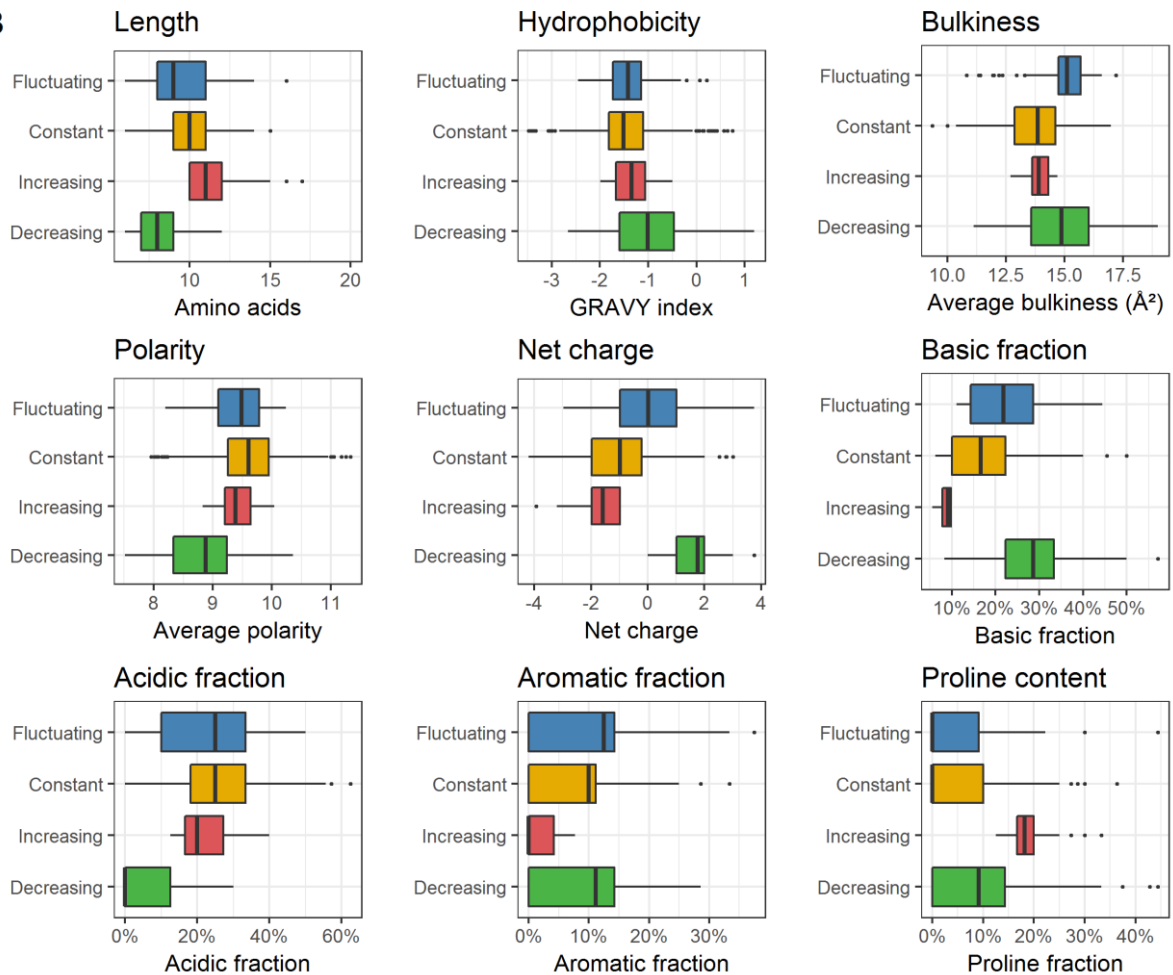 B
Length
Fluctuating
Constant
Increasing
Decreasing
10
15
20
Amino acids
Hydrophobicity
Fluctuating
Constant
Increasing
Decreasing
-3
-2
-1
0
1
GRAVY index
Bulkiness
Fluctuating
Constant
Increasing
Decreasing
10.0
12.5
15.0
17.5
Average bulkiness (Å²)
Polarity
Fluctuating
Constant
Increasing
Decreasing
8
9
10
11
Average polarity
Net charge
Fluctuating
Constant
Increasing
Decreasing
-4
-2
0
2
4
Net charge
Basic fraction
Fluctuating
Constant
Increasing
Decreasing
10%
20%
30%
40%
50%
Basic fraction
Acidic fraction
Fluctuating
Constant
Increasing
Decreasing
0%
20%
40%
60%
Acidic fraction
Aromatic fraction
Fluctuating
Constant
Increasing
Decreasing
0%
10%
20%
30%
Aromatic fraction
Proline content
Fluctuating
Constant
Increasing
Decreasing
0%
10%
20%
30%
40%
Proline fraction